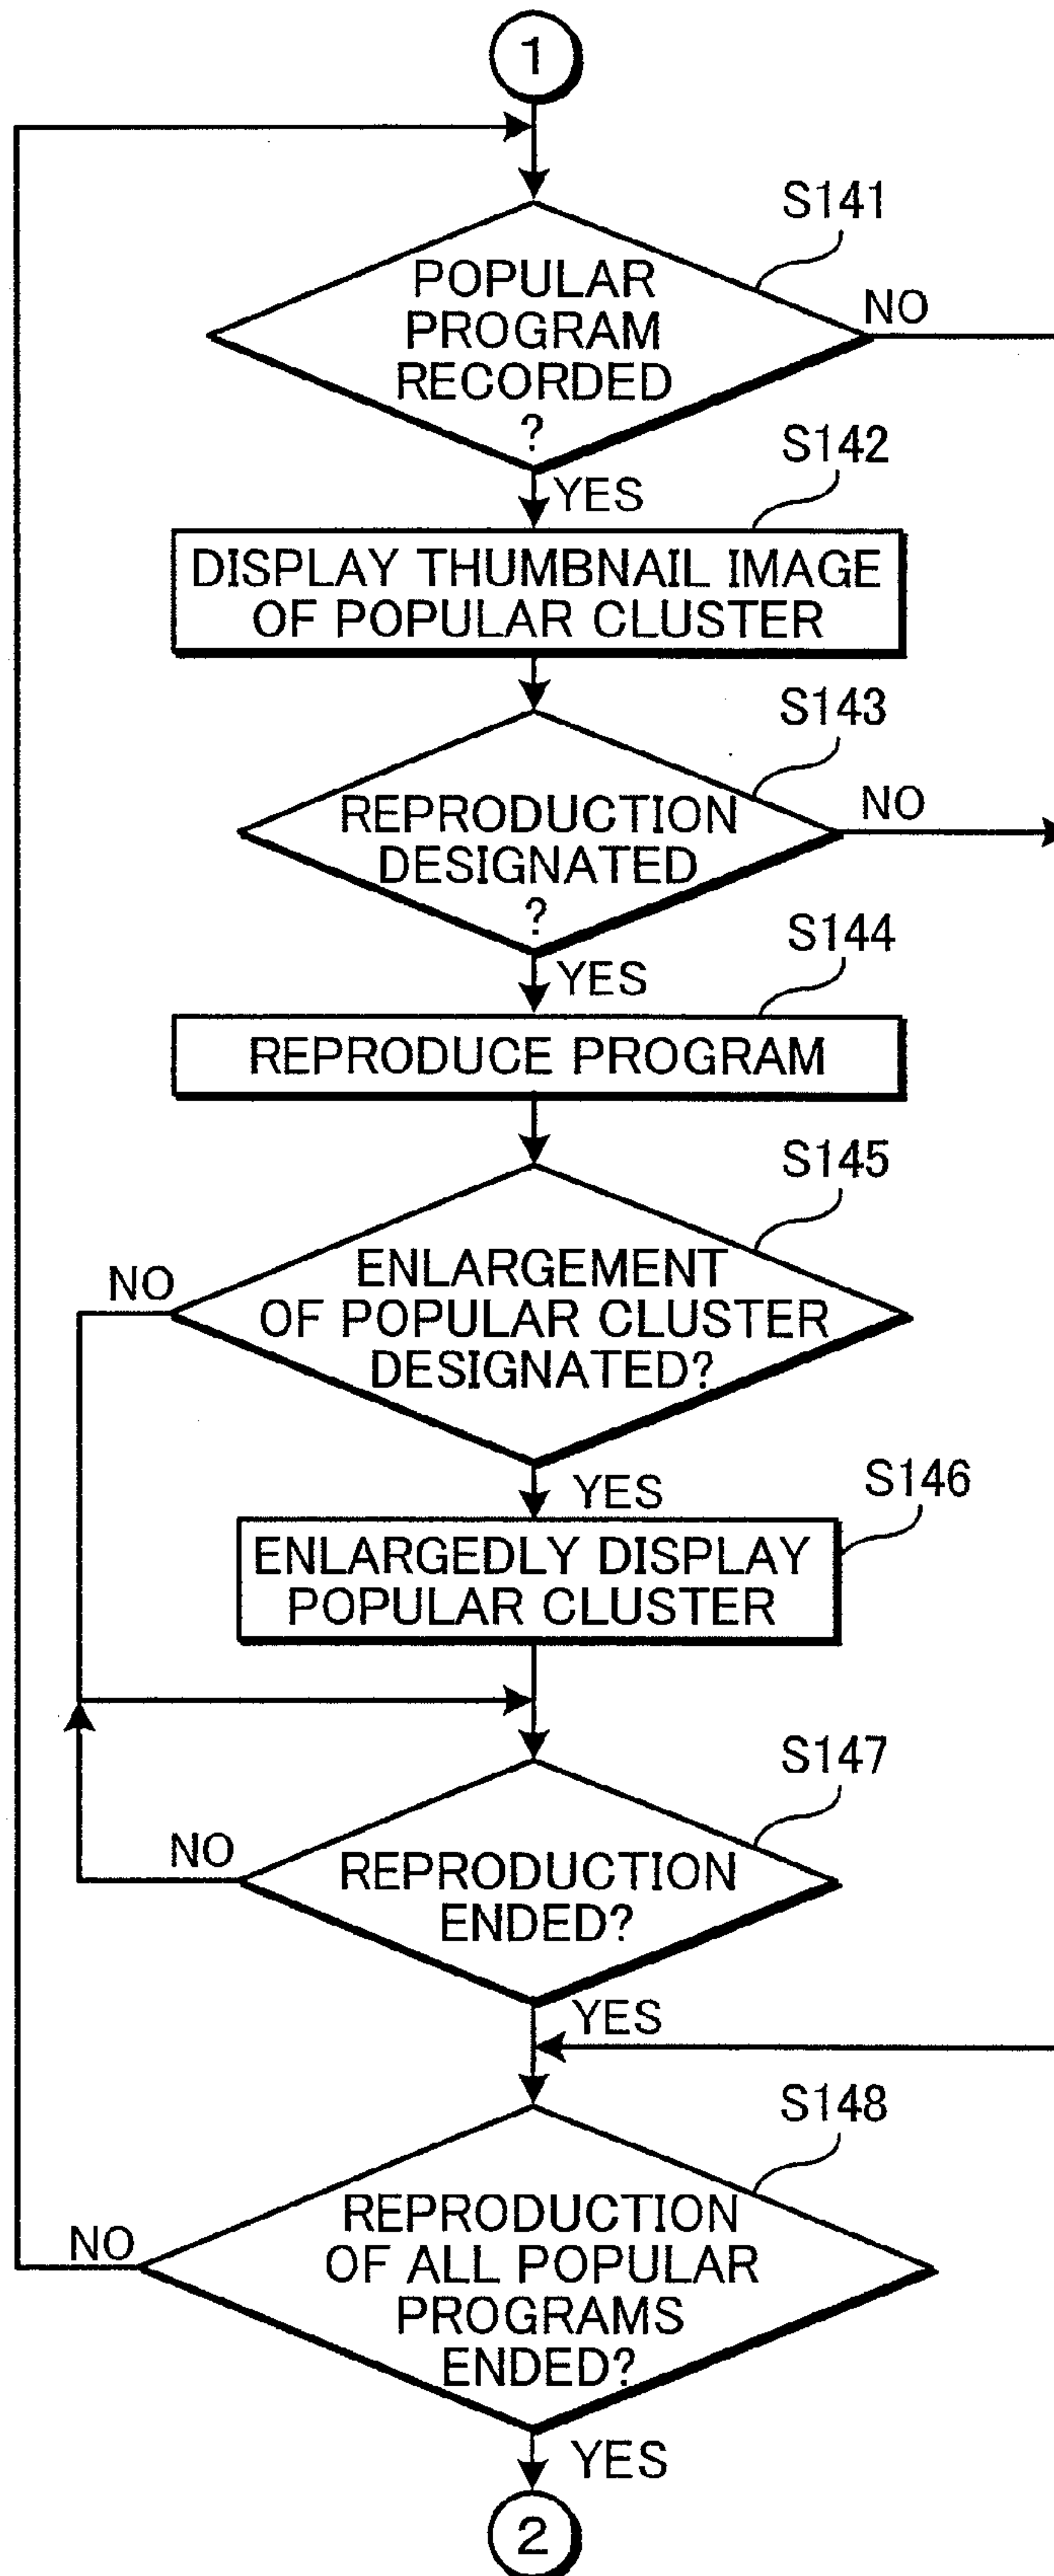 1
S141
POPULAR
PROGRAM
RECORDED
?
NO
YES
S142
DISPLAY THUMBNAIL IMAGE
OF POPULAR CLUSTER
S143
REPRODUCTION
DESIGNATED
?
NO
YES
S144
REPRODUCE PROGRAM
S145
ENLARGEMENT
OF POPULAR CLUSTER
DESIGNATED?
NO
YES
S146
ENLARGEDLY DISPLAY
POPULAR CLUSTER
S147
REPRODUCTION
ENDED?
NO
YES
S148
REPRODUCTION
OF ALL POPULAR
PROGRAMS
ENDED?
NO
YES
2